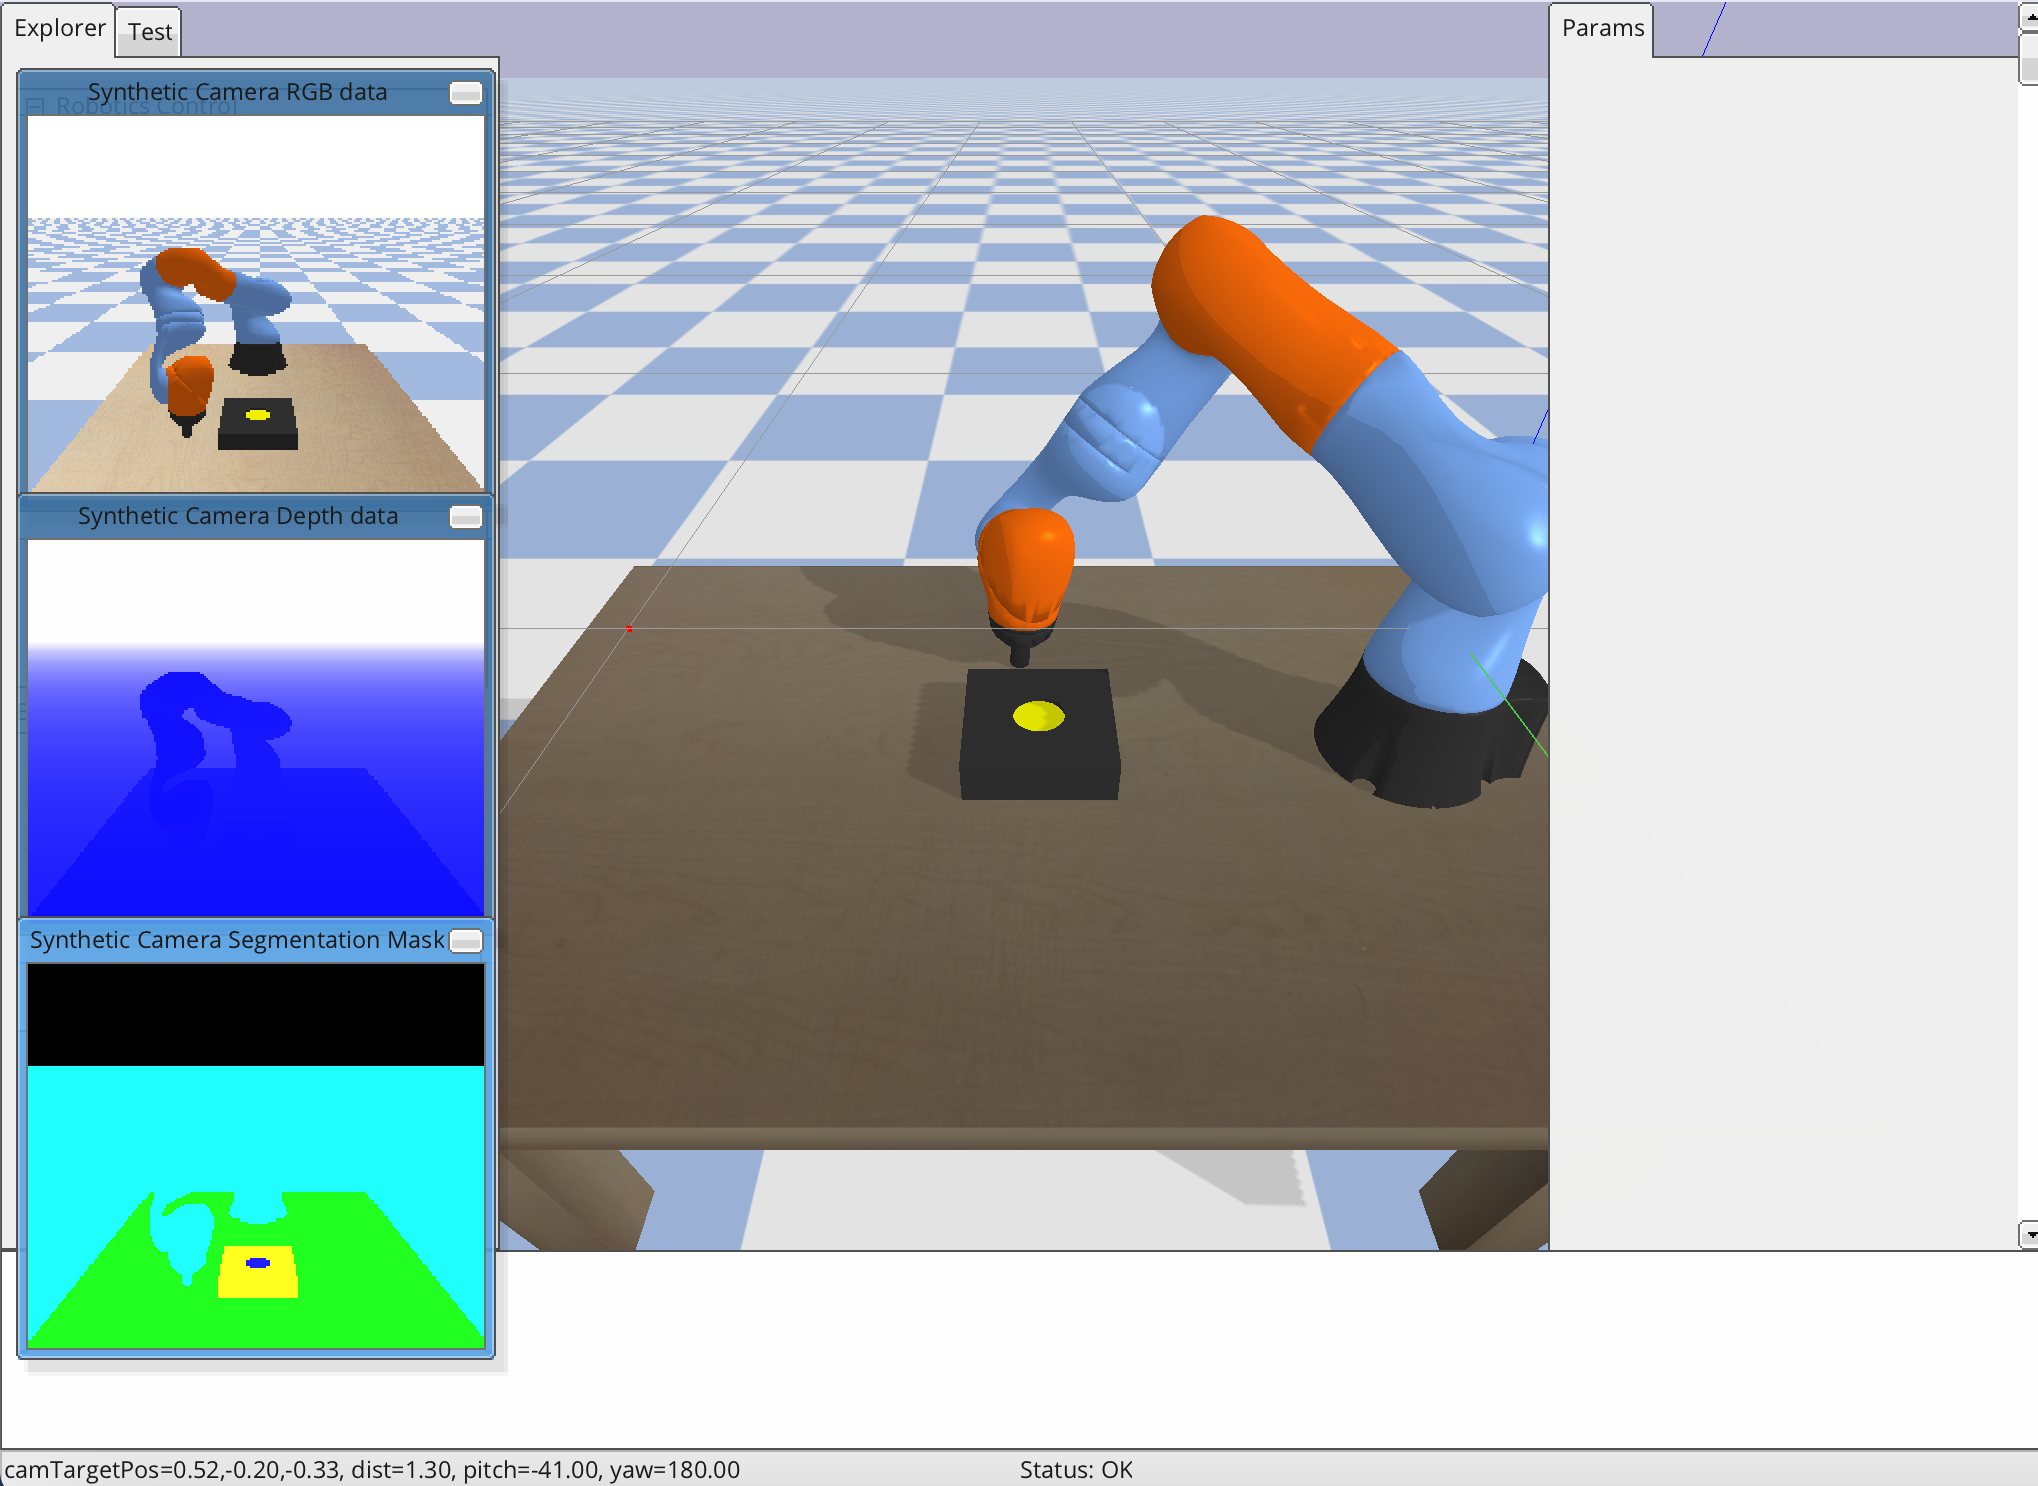 Explorer
Test
Params
Synthetic Camera RGB data
Robotics Control
Synthetic Camera Depth data
Synthetic Camera Segmentation Mask
camTargetPos=0.52,-0.20,-0.33, dist=1.30, pitch=-41.00, yaw=180.00
Status: OK